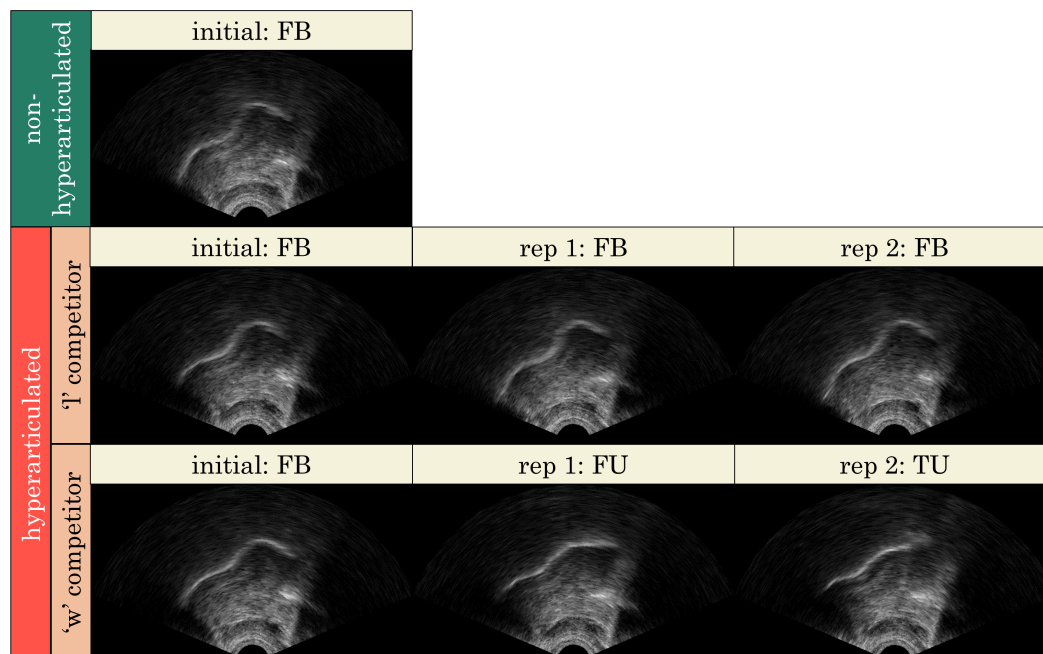 non-
hyperarticulated
initial: FB
hyperarticulated
‘l’ competitor
initial: FB
rep 1: FB
rep 2: FB
‘w’ competitor
initial: FB
rep 1: FU
rep 2: TU